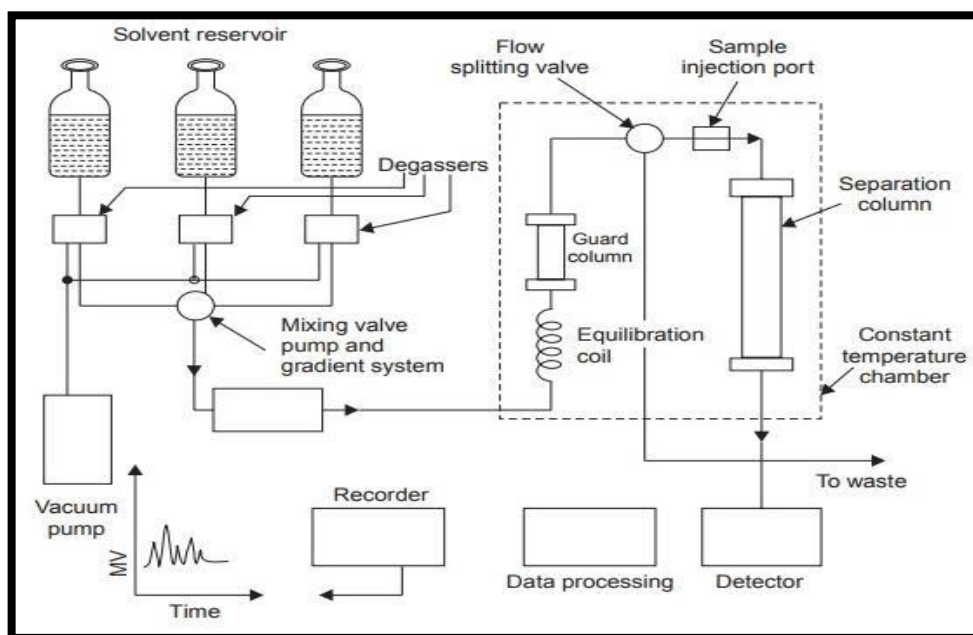 Solvent reservoir
Flow
splitting valve
Sample
injection port
Degassers
Separation
column
Guard
column
Mixing valve
pump and
gradient system
Equilibration
coil
Constant
temperature
chamber
To waste
Vacuum
pump
Recorder
Data processing
Detector
MV
Time